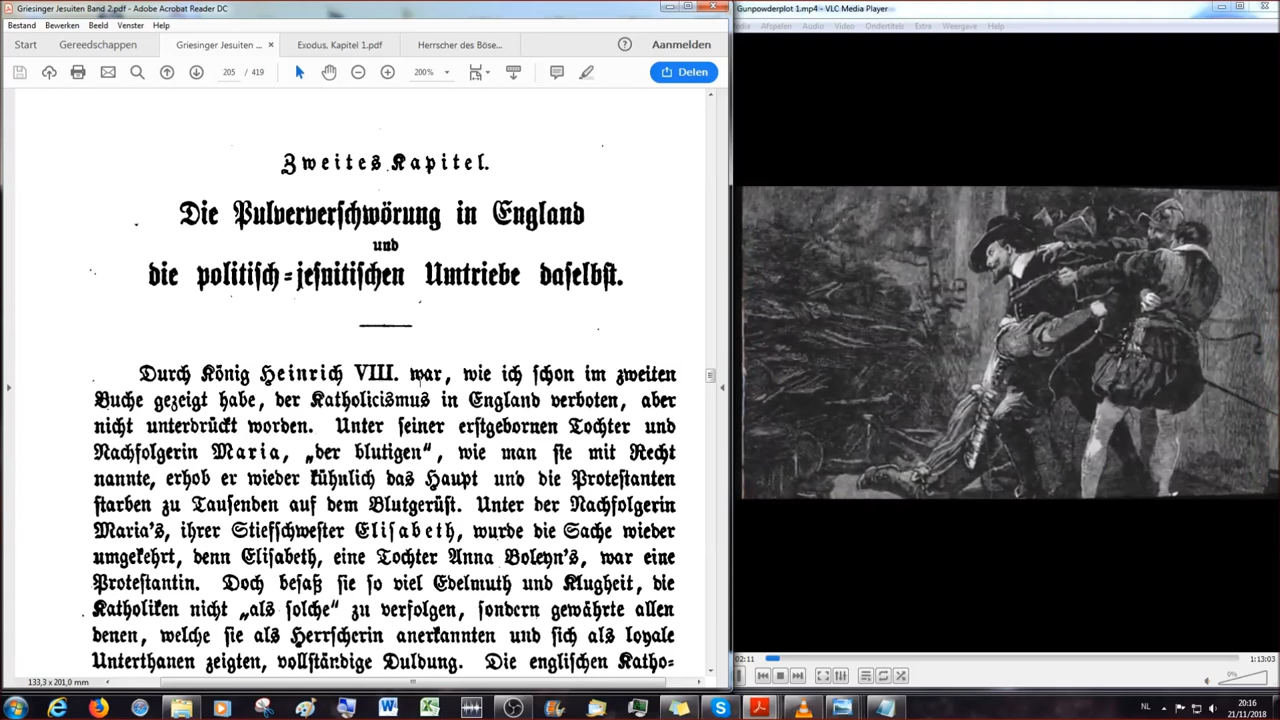 Griesinger Jesuiten Band 2.pdf - Adobe Acrobat Reader DC
Bestand Bewerken Beeld Venster Help
Start Gereedschappen Griesinger Jesuiten ... × Exodus, Kapitel 1.pdf Herrscher des Böse... Aanmelden
205 / 419 200% Delen
Zweites Kapitel.
Die Pulververschwörung in England
und
die politisch-jesuitischen Umtriebe daselbst.
Durch König Heinrich VIII. war, wie ich schon im zweiten
Buche gezeigt habe, der Katholicismus in England verboten, aber
nicht unterdrückt worden. Unter seiner erstgebornen Tochter und
Nachfolgerin Maria, „der blutigen“, wie man sie mit Recht
nannte, erhob er wieder kühnlich das Haupt und die Protestanten
starben zu Tausenden auf dem Blutgerüst. Unter der Nachfolgerin
Maria's, ihrer Stiefschwester Elisabeth, wurde die Sache wieder
umgekehrt, denn Elisabeth, eine Tochter Anna Boleyn's, war eine
Protestantin. Doch besaß sie so viel Edelmuth und Klugheit, die
Katholiken nicht „als solche“ zu verfolgen, sondern gewährte allen
denen, welche sie als Herrscherin anerkannten und sich als loyale
Unterthanen zeigten, vollständige Duldung. Die englischen Katho-
133,3 x 201,0 mm
Gunpowderplot 1.mp4 - VLC Media Player
edia Afspelen Audio Video Ondertitels Extra Weergave Help
02:11 1:13:03
0%
NL 20:16
21/11/2018